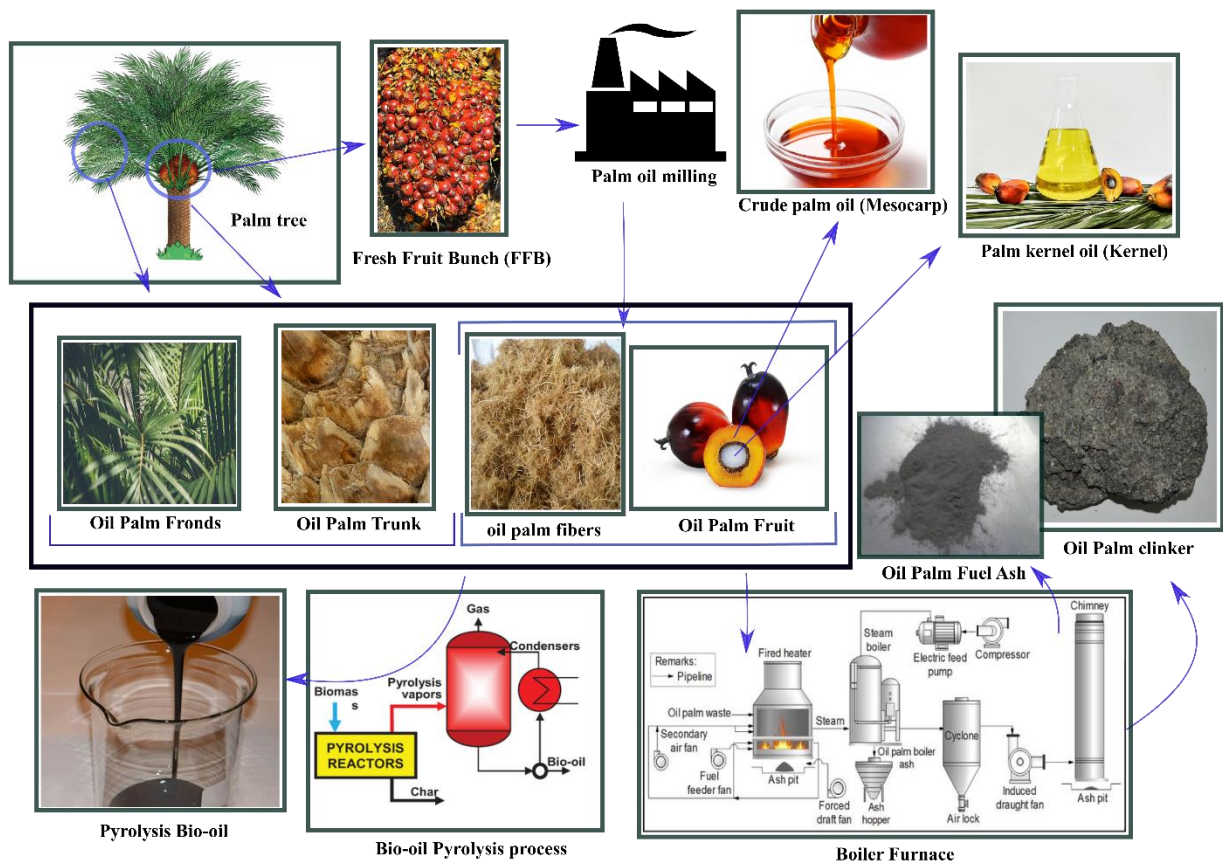 Palm tree
Fresh Fruit Bunch (FFB)
Palm oil milling
Crude palm oil (Mesocarp)
Palm kernel oil (Kernel)
Oil Palm Fronds
Oil Palm Trunk
oil palm fibers
Oil Palm Fruit
Oil Palm Fuel Ash
Oil Palm clinker
Pyrolysis Bio-oil
Gas
Condensers
Pyrolysis
vapors
Biomas
s
PYROLYSIS
REACTORS
Bio-oil
Char
Bio-oil Pyrolysis process
Remarks:
Pipeline
Fired heater
Steam
boiler
Electric feed
pump
Compressor
Chimney
Oil palm waste
Steam
Secondary
air fan
Fuel
feeder fan
Ash pit
Forced
draft fan
Oil palm boiler
ash
Ash
hopper
Cyclone
Air lock
Induced
draught fan
Ash pit
Boiler Furnace